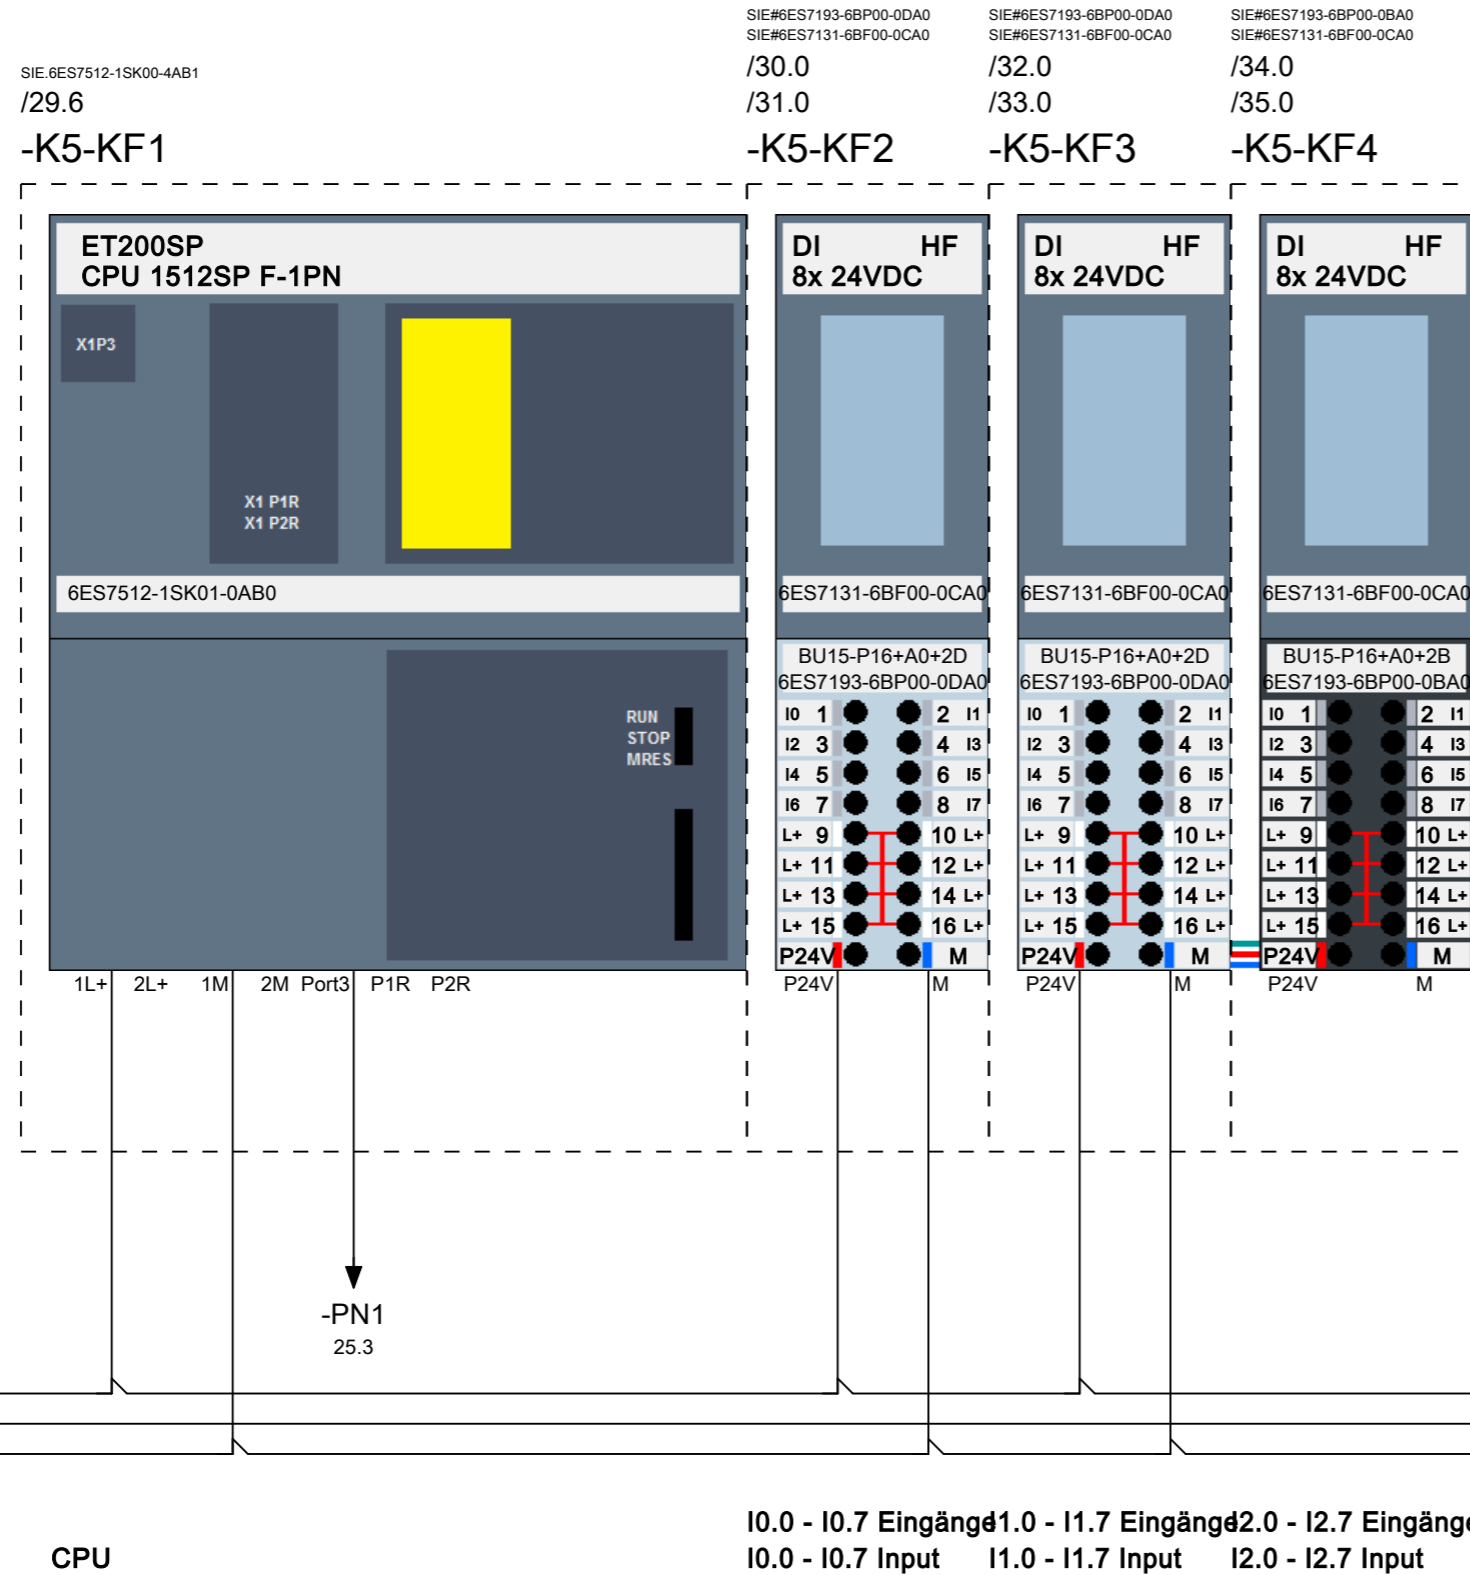 SIE.6ES7512-1SK00-4AB1
/29.6
-K5-KF1
SIE#6ES7193-6BP00-0DA0
SIE#6ES7131-6BF00-0CA0
/30.0
/31.0
-K5-KF2
SIE#6ES7193-6BP00-0DA0
SIE#6ES7131-6BF00-0CA0
/32.0
/33.0
-K5-KF3
SIE#6ES7193-6BP00-0BA0
SIE#6ES7131-6BF00-0CA0
/34.0
/35.0
-K5-KF4
ET200SP
CPU 1512SP F-1PN
X1P3
X1 P1R
X1 P2R
6ES7512-1SK01-0AB0
RUN
STOP
MRES
1L+ 2L+ 1M 2M Port3 P1R P2R
-PN1
25.3
DI HF
8x 24VDC
6ES7131-6BF00-0CA0
BU15-P16+A0+2D
6ES7193-6BP00-0DA0
I0 1 2 I1
I2 3 4 I3
I4 5 6 I5
I6 7 8 I7
L+ 9 10 L+
L+ 11 12 L+
L+ 13 14 L+
L+ 15 16 L+
P24V M
P24V M
DI HF
8x 24VDC
6ES7131-6BF00-0CA0
BU15-P16+A0+2D
6ES7193-6BP00-0DA0
I0 1 2 I1
I2 3 4 I3
I4 5 6 I5
I6 7 8 I7
L+ 9 10 L+
L+ 11 12 L+
L+ 13 14 L+
L+ 15 16 L+
P24V M
P24V M
DI HF
8x 24VDC
6ES7131-6BF00-0CA0
BU15-P16+A0+2B
6ES7193-6BP00-0BA0
I0 1 2 I1
I2 3 4 I3
I4 5 6 I5
I6 7 8 I7
L+ 9 10 L+
L+ 11 12 L+
L+ 13 14 L+
L+ 15 16 L+
P24V M
P24V M
CPU
I0.0 - I0.7 Eingänge
I0.0 - I0.7 Input
I1.0 - I1.7 Eingänge
I1.0 - I1.7 Input
I2.0 - I2.7 Eingänge
I2.0 - I2.7 Input